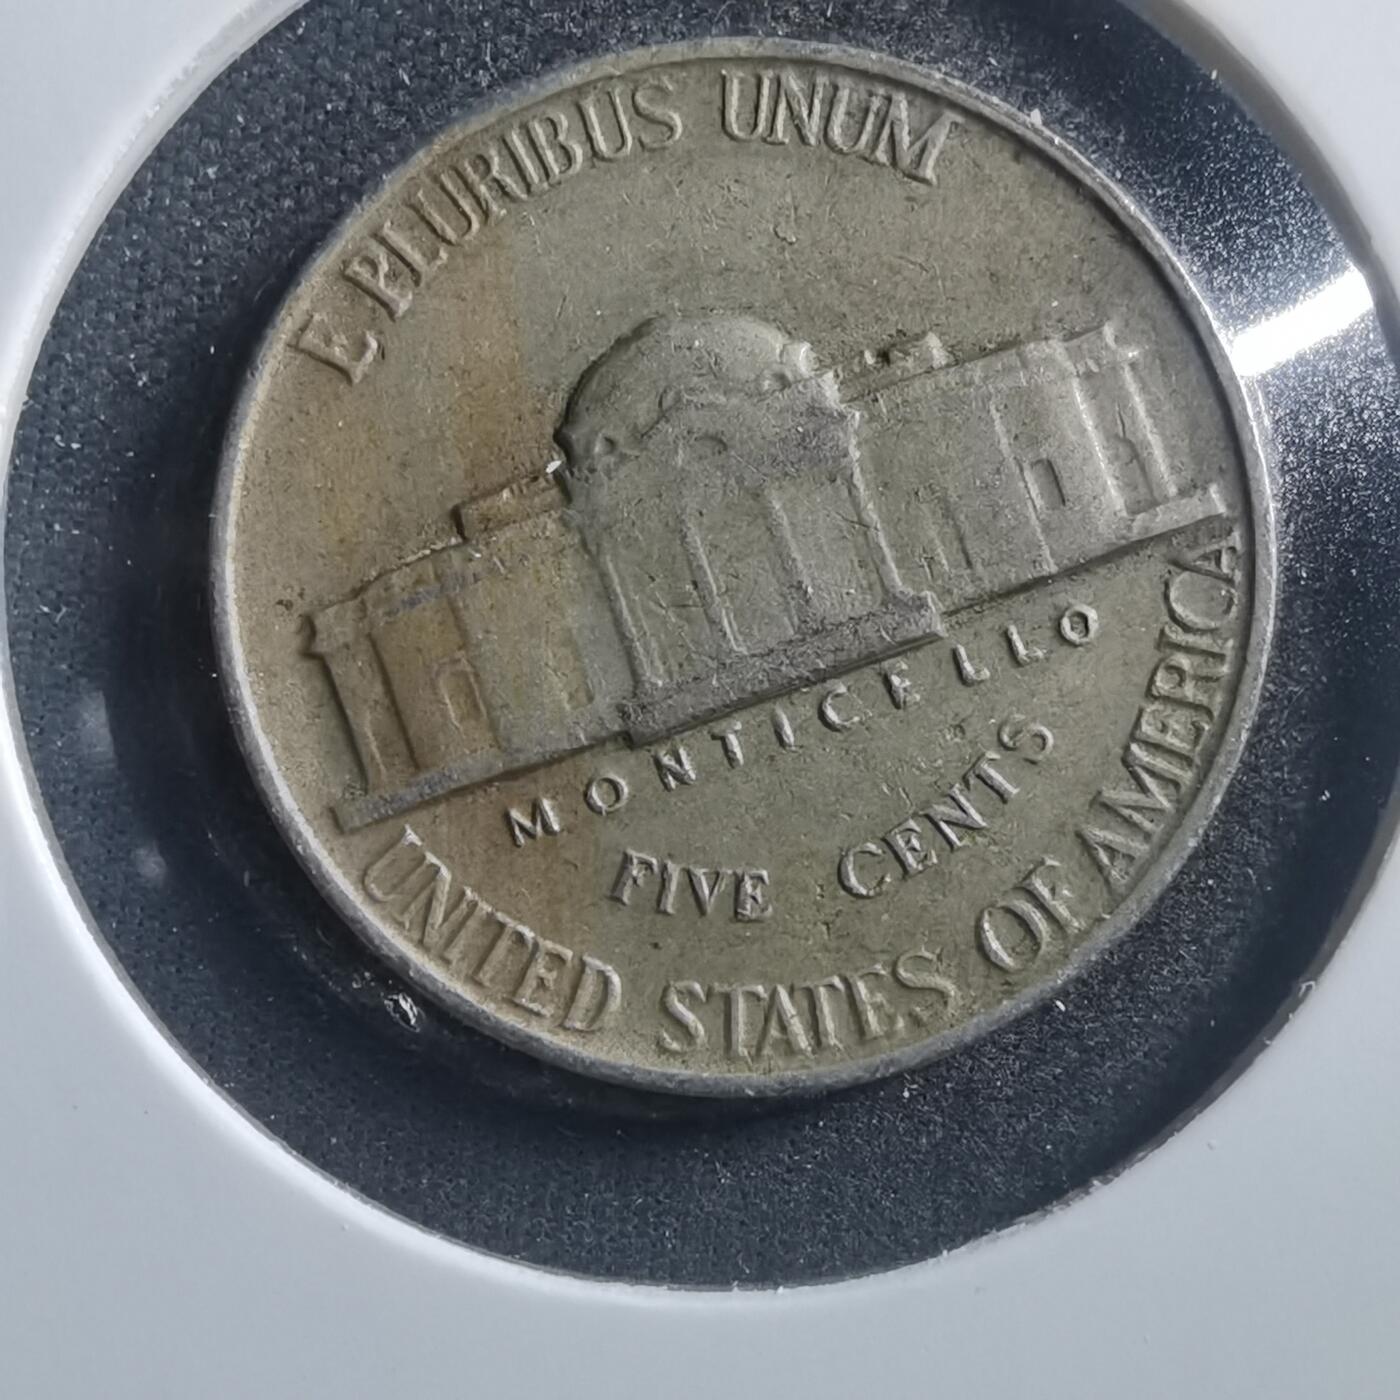 E PLURIBUS UNUM
MONTICELLO
FIVE CENTS
UNITED STATES OF AMERICA